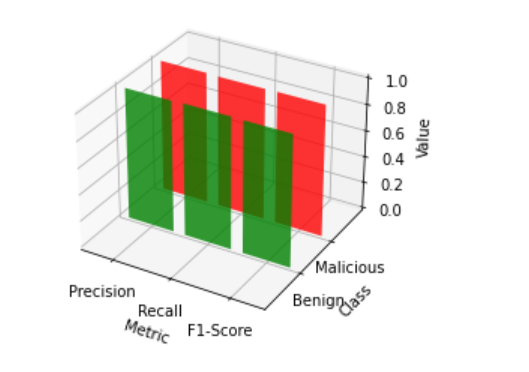 1.0
0.8
0.6
0.4
0.2
0.0
Value
Malicious
Benign
Class
Precision
Recall
F1-Score
Metric